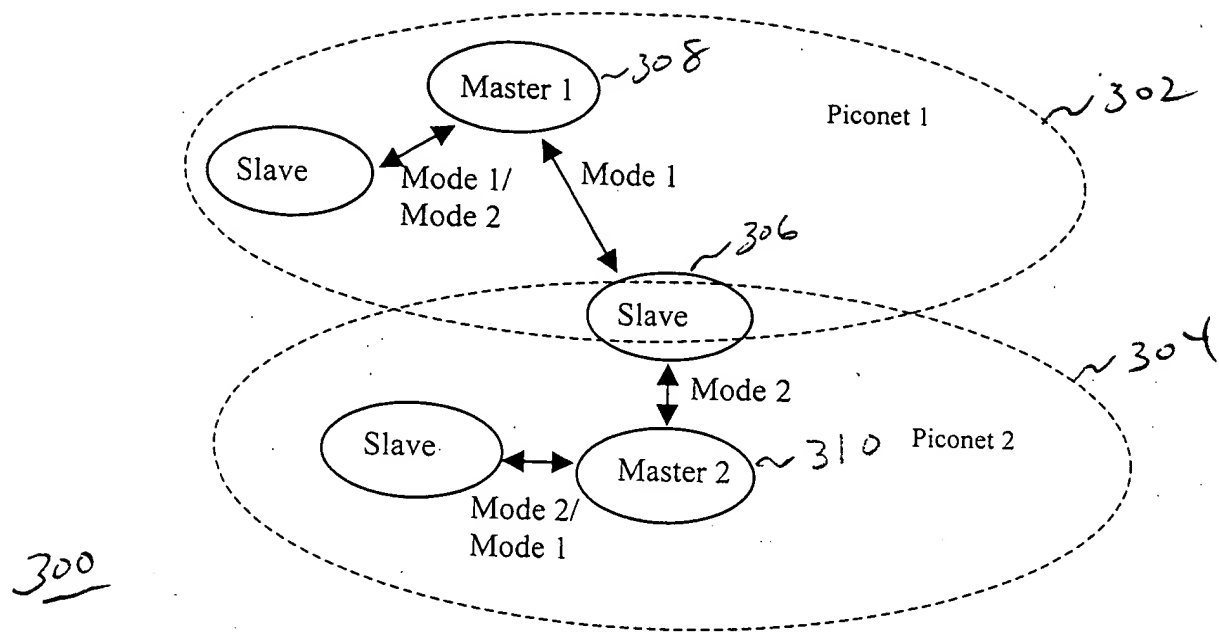 Master 1
~308
Piconet 1
~302
Slave
Mode 1/
Mode 2
Mode 1
~306
Slave
~304
Mode 2
Slave
Master 2
~310
Piconet 2
Mode 2/
Mode 1
300